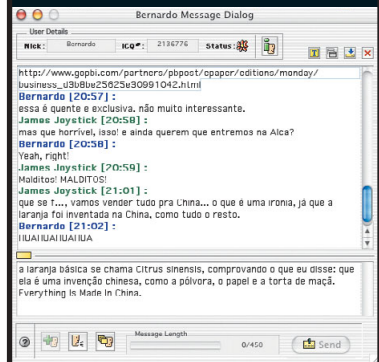 Bernardo Message Dialog
User Details
Nick: Bernardo ICQ#: 2136776 Status:
http://www.gopbi.com/partners/pbpost/epaper/editions/monday/
business_d3b8be25625e30991042.html
Bernardo [20:57] :
essa é quente e exclusiva. não muito interessante.
James Joystick [20:58] :
mas que horrível, isso! e ainda querem que entremos na Alca?
Bernardo [20:58] :
Yeah, right!
James Joystick [20:59] :
Malditos! MALDITOS!
James Joystick [21:01] :
que se f..., vamos vender tudo pra China... o que é uma ironia, já que a
laranja foi inventada na China, como tudo o resto.
Bernardo [21:02] :
HUAHUAHUAHUA
a laranja básica se chama Citrus sinensis, comprovando o que eu disse: que
ela é uma invenção chinesa, como a pólvora, o papel e a torta de maçã.
Everything Is Made In China.
Message Length
0/450
Send